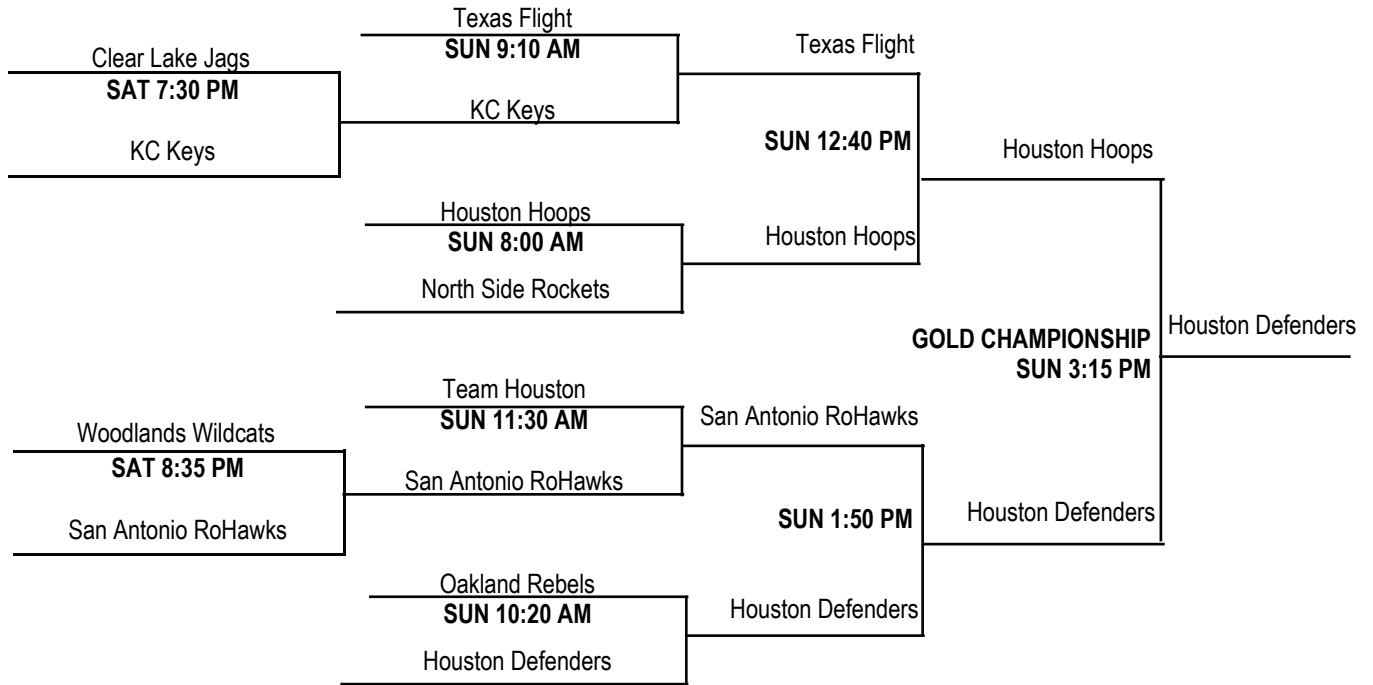 Texas Flight
Clear Lake Jags
SUN 9:10 AM
Texas Flight
SAT 7:30 PM
KC Keys
KC Keys
SUN 12:40 PM
Houston Hoops
Houston Hoops
SUN 8:00 AM
Houston Hoops
North Side Rockets
GOLD CHAMPIONSHIP
SUN 3:15 PM
Houston Defenders
Team Houston
SUN 11:30 AM
San Antonio RoHawks
Woodlands Wildcats
SAT 8:35 PM
San Antonio RoHawks
San Antonio RoHawks
SUN 1:50 PM
Houston Defenders
Oakland Rebels
SUN 10:20 AM
Houston Defenders
Houston Defenders